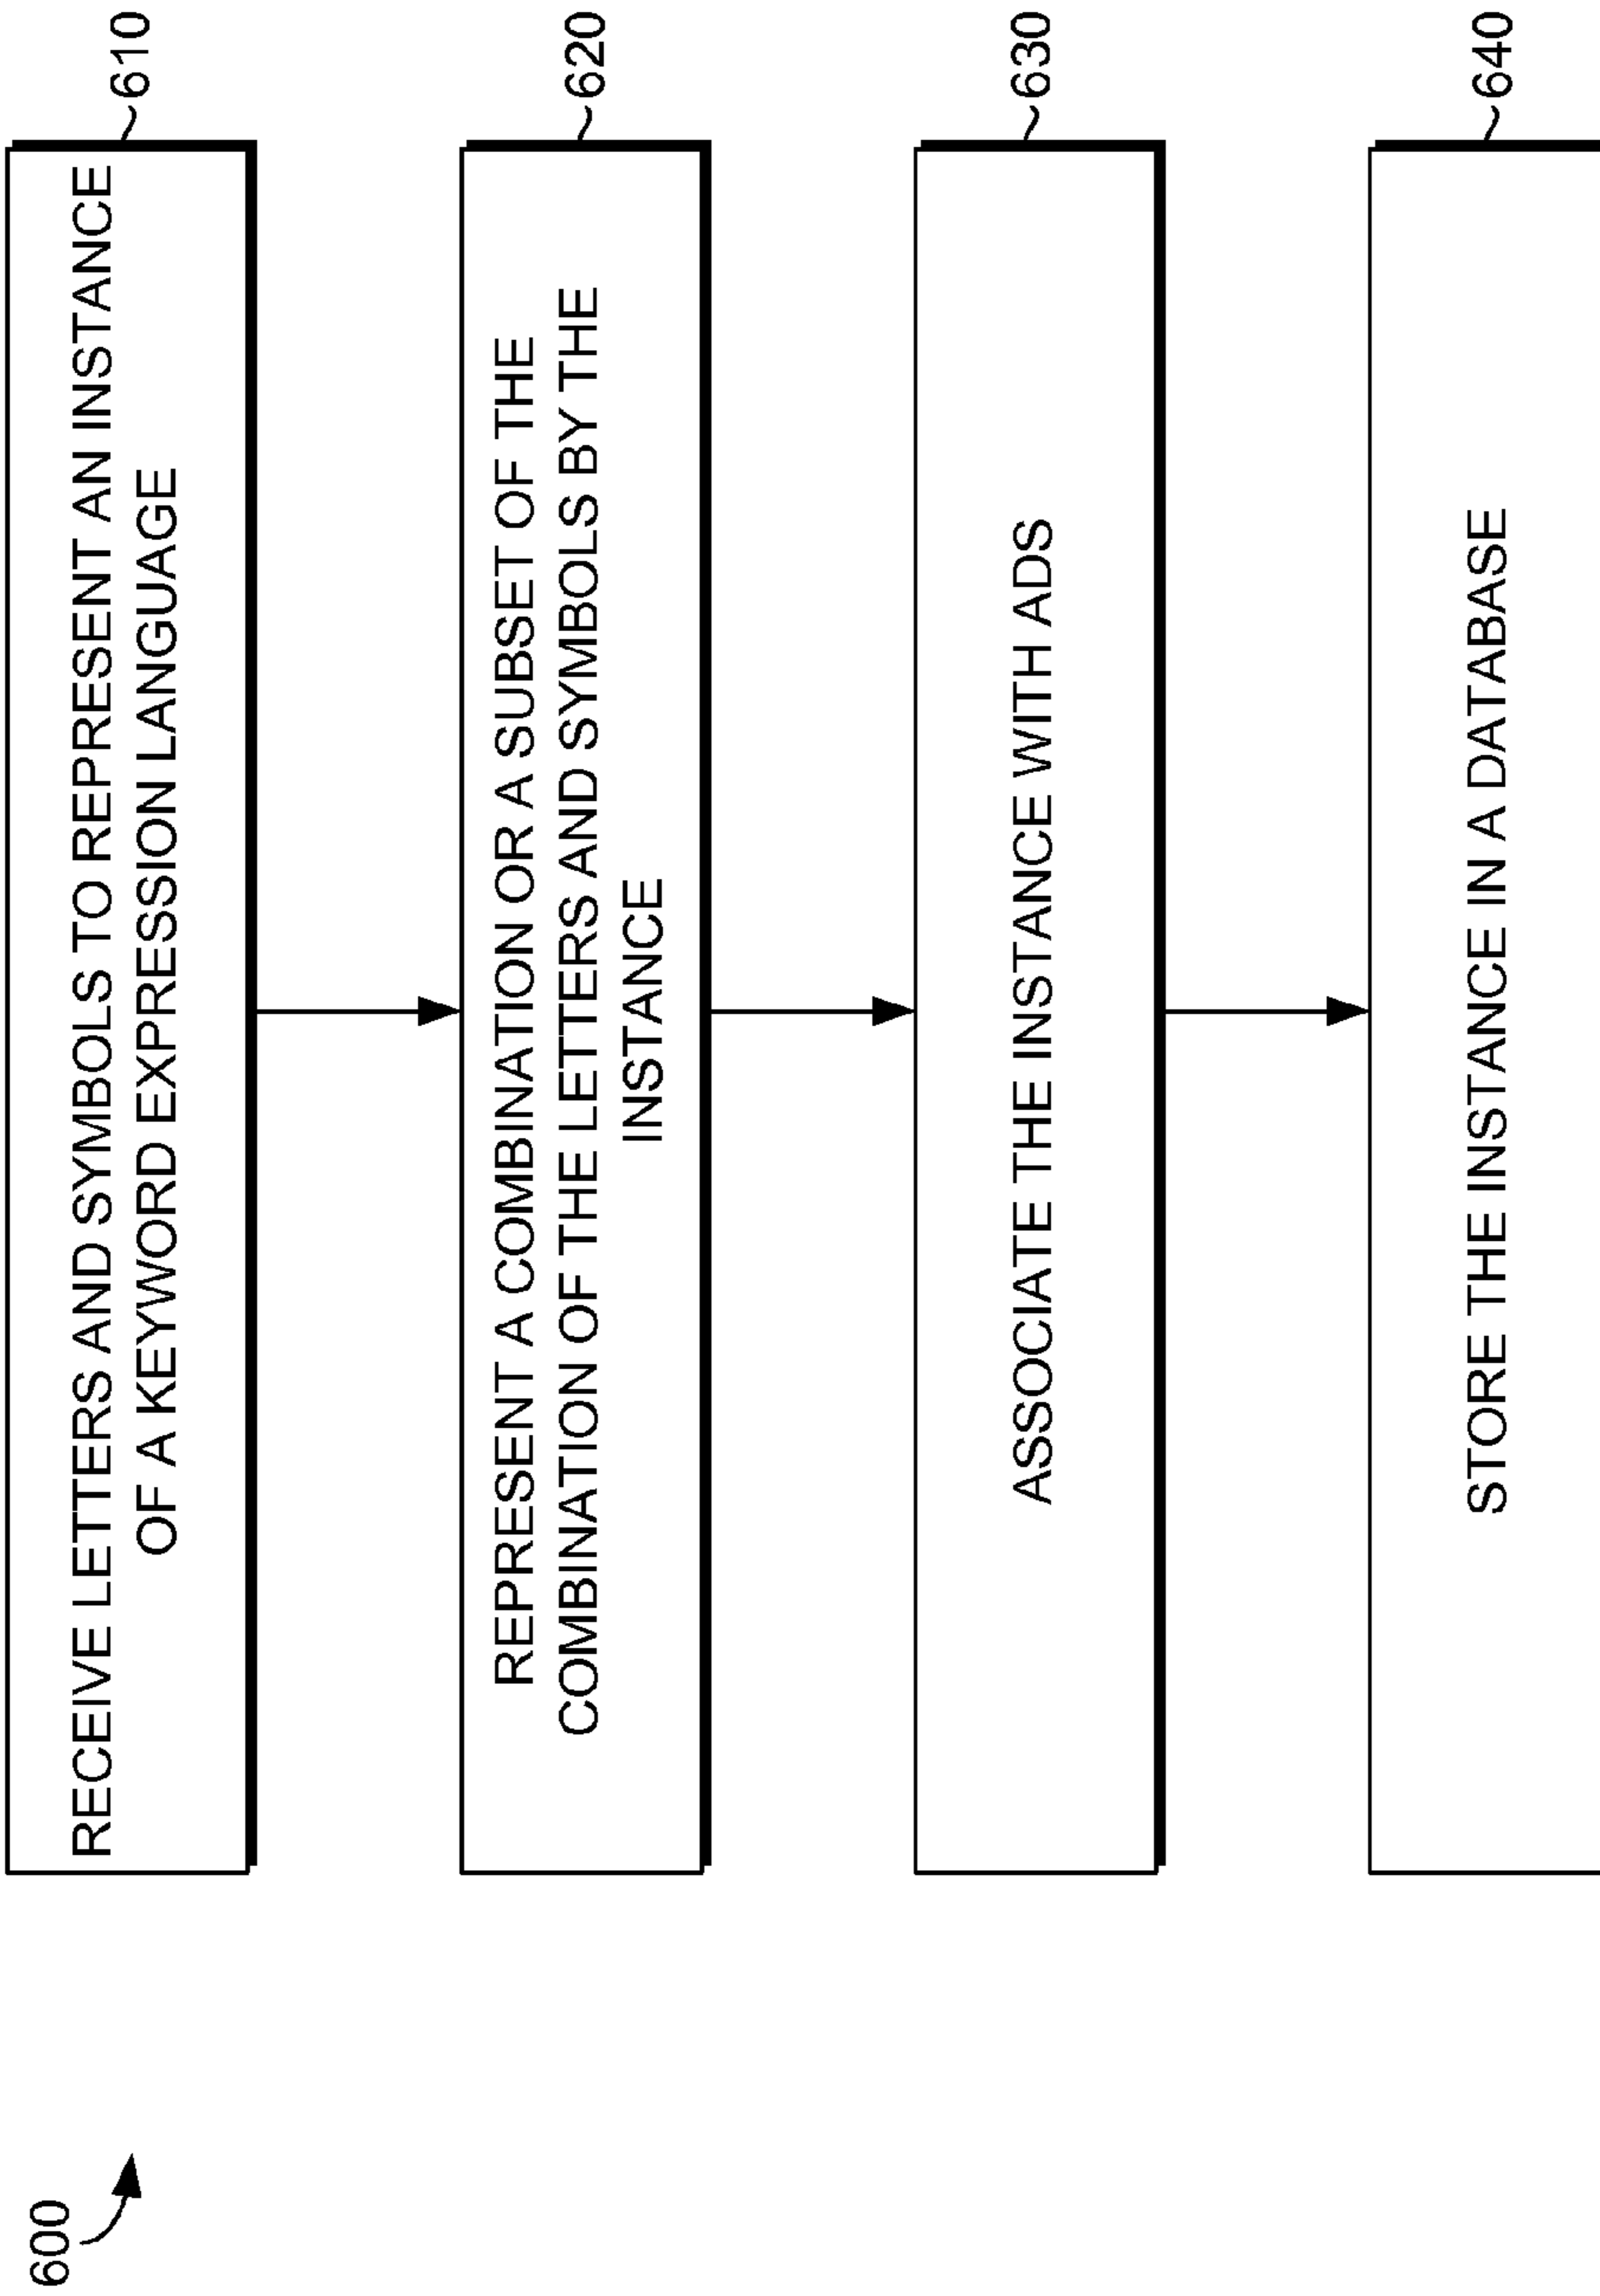 600
RECEIVE LETTERS AND SYMBOLS TO REPRESENT AN INSTANCE
OF A KEYWORD EXPRESSION LANGUAGE
~610
REPRESENT A COMBINATION OR A SUBSET OF THE
COMBINATION OF THE LETTERS AND SYMBOLS BY THE
INSTANCE
~620
ASSOCIATE THE INSTANCE WITH ADS
~630
STORE THE INSTANCE IN A DATABASE
~640